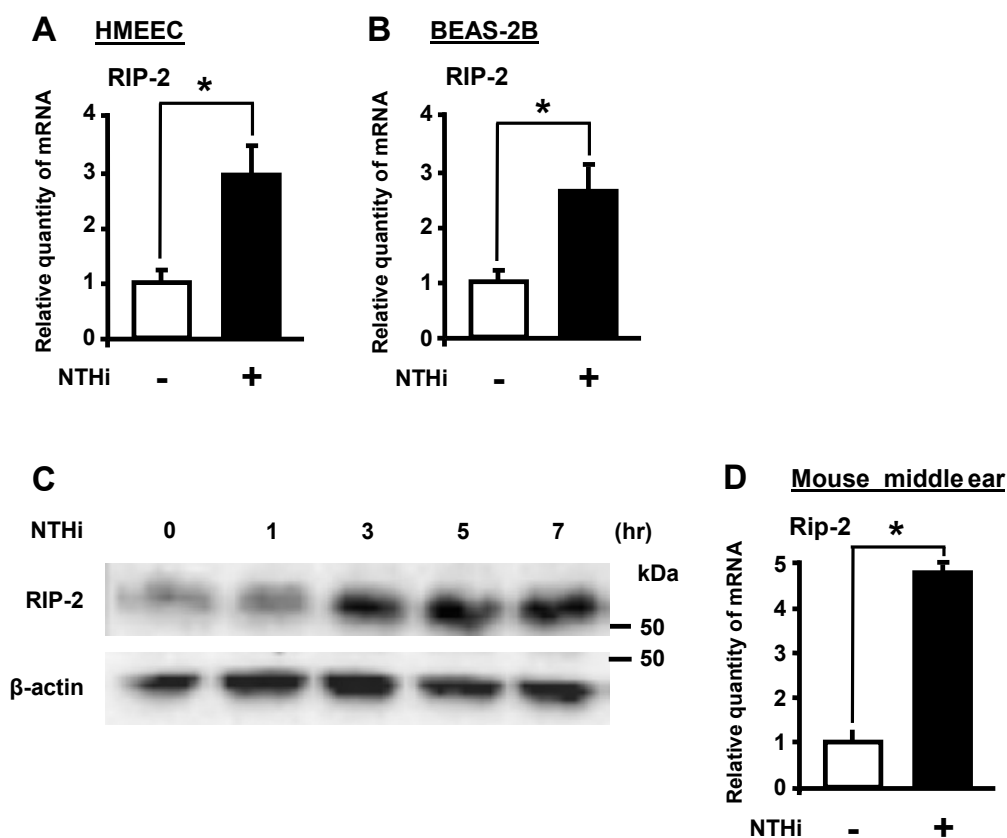 A HMEEC
RIP-2
*
Relative quantity of mRNA
4
3
2
1
0
NTHi - +
B BEAS-2B
RIP-2
*
Relative quantity of mRNA
4
3
2
1
0
NTHi - +
C
NTHi 0 1 3 5 7 (hr)
kDa
RIP-2
50
50
β-actin
D Mouse middle ear
Rip-2
*
Relative quantity of mRNA
5
4
3
2
1
0
NTHi - +